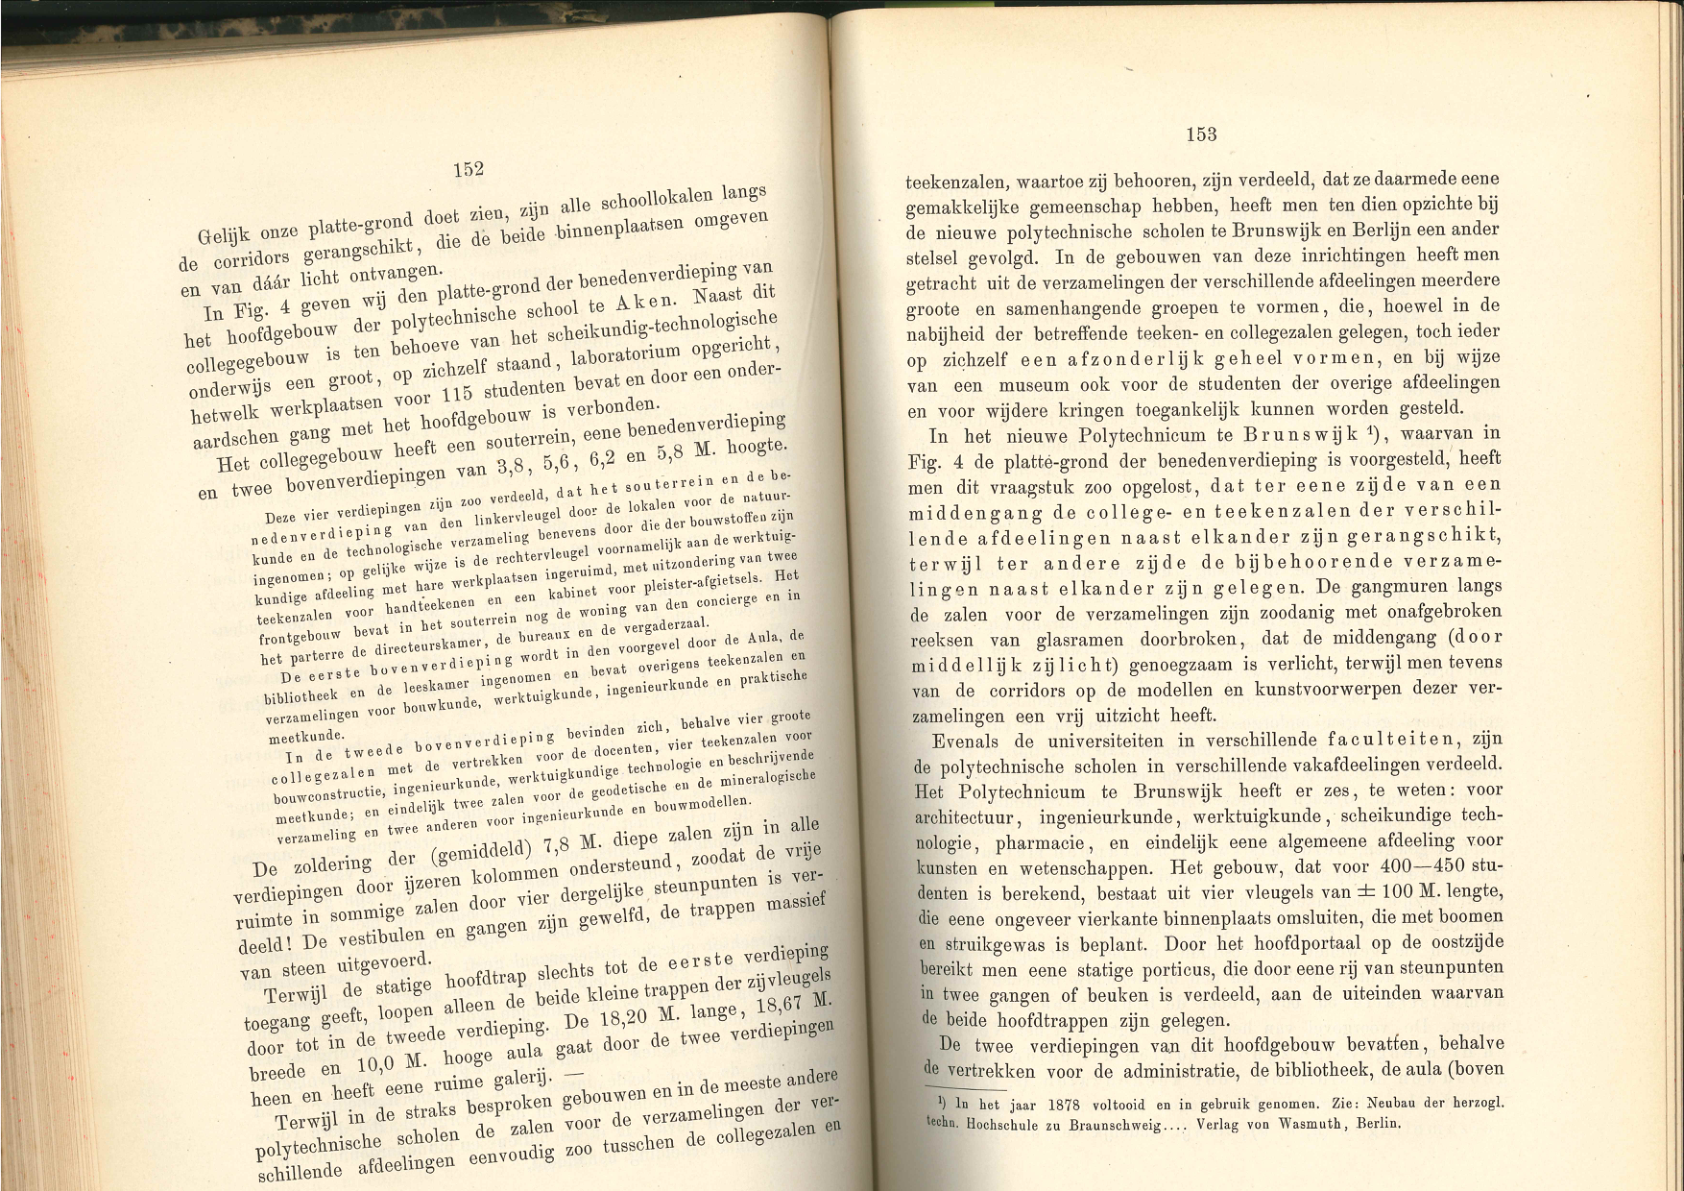 152
Gelijk onze platte-grond doet zien, zijn alle schoollokalen langs
de corridors gerangschikt, die de beide binnenplaatsen omgeven
en van dáár licht ontvangen.
In Fig. 4 geven wij den platte-grond der benedenverdieping van
het hoofdgebouw der polytechnische school te Aken. Naast dit
collegegebouw is ten behoeve van het scheikundig-technologische
onderwijs een groot, op zichzelf staand, laboratorium opgericht,
hetwelk werkplaatsen voor 115 studenten bevat en door een onder-
aardschen gang met het hoofdgebouw is verbonden.
Het collegegebouw heeft een souterrein, eene benedenverdieping
en twee bovenverdiepingen van 3,8, 5,6, 6,2 en 5,8 M. hoogte.
Deze vier verdiepingen zijn zoo verdeeld, dat het souterrein en de be-
nedenverdieping van den linkervleugel door de lokalen voor de natuur-
kunde en de technologische verzameling benevens door die der bouwstoffen zijn
ingenomen; op gelijke wijze is de rechtervleugel voornamelijk aan de werktuig-
kundige afdeeling met hare werkplaatsen ingeruimd, met uitzondering van twee
teekenzalen voor handteekenen en een kabinet voor pleister-afgietsels. Het
frontgebouw bevat in het souterrein nog de woning van den concierge en in
het parterre de directeurskamer, de bureaux en de vergaderzaal.
De eerste bovenverdieping wordt in den voorgevel door de Aula, de
bibliotheek en de leeskamer ingenomen en bevat overigens teekenzalen en
verzamelingen voor bouwkunde, werktuigkunde, ingenieurkunde en praktische
meetkunde.
In de tweede bovenverdieping bevinden zich, behalve vier groote
collegezalen met de vertrekken voor de docenten, vier teekenzalen voor
bouwconstructie, ingenieurkunde, werktuigkundige technologie en beschrijvende
meetkunde; en eindelijk twee zalen voor de geodetische en de mineralogische
verzameling en twee anderen voor ingenieurkunde en bouwmodellen.
De zoldering der (gemiddeld) 7,8 M. diepe zalen zijn in alle
verdiepingen door ijzeren kolommen ondersteund, zoodat de vrije
ruimte in sommige zalen door vier dergelijke steunpunten is ver-
deeld! De vestibulen en gangen zijn gewelfd, de trappen massief
van steen uitgevoerd.
Terwijl de statige hoofdtrap slechts tot de eerste verdieping
toegang geeft, loopen alleen de beide kleine trappen der zijvleugels
door tot in de tweede verdieping. De 18,20 M. lange, 18,67 M.
breede en 10,0 M. hooge aula gaat door de twee verdiepingen
heen en heeft eene ruime galerij. —
Terwijl in de straks besproken gebouwen en in de meeste andere
polytechnische scholen de zalen voor de verzamelingen der ver-
schillende afdeelingen eenvoudig zoo tusschen de collegezalen en
153
teekenzalen, waartoe zij behooren, zijn verdeeld, dat ze daarmede eene
gemakkelijke gemeenschap hebben, heeft men ten dien opzichte bij
de nieuwe polytechnische scholen te Brunswijk en Berlijn een ander
stelsel gevolgd. In de gebouwen van deze inrichtingen heeft men
getracht uit de verzamelingen der verschillende afdeelingen meerdere
groote en samenhangende groepen te vormen, die, hoewel in de
nabijheid der betreffende teeken- en collegezalen gelegen, toch ieder
op zichzelf een afzonderlijk geheel vormen, en bij wijze
van een museum ook voor de studenten der overige afdeelingen
en voor wijdere kringen toegankelijk kunnen worden gesteld.
In het nieuwe Polytechnicum te Brunswijk ¹), waarvan in
Fig. 4 de platte-grond der benedenverdieping is voorgesteld, heeft
men dit vraagstuk zoo opgelost, dat ter eene zijde van een
middengang de college- en teekenzalen der verschil-
lende afdeelingen naast elkander zijn gerangschikt,
terwijl ter andere zijde de bijbehoorende verzame-
lingen naast elkander zijn gelegen. De gangmuren langs
de zalen voor de verzamelingen zijn zoodanig met onafgebroken
reeksen van glasramen doorbroken, dat de middengang (door
middellijk zijlicht) genoegzaam is verlicht, terwijl men tevens
van de corridors op de modellen en kunstvoorwerpen dezer ver-
zamelingen een vrij uitzicht heeft.
Evenals de universiteiten in verschillende faculteiten, zijn
de polytechnische scholen in verschillende vakafdeelingen verdeeld.
Het Polytechnicum te Brunswijk heeft er zes, te weten: voor
architectuur, ingenieurkunde, werktuigkunde, scheikundige tech-
nologie, pharmacie, en eindelijk eene algemeene afdeeling voor
kunsten en wetenschappen. Het gebouw, dat voor 400—450 stu-
denten is berekend, bestaat uit vier vleugels van ± 100 M. lengte,
die eene ongeveer vierkante binnenplaats omsluiten, die met boomen
en struikgewas is beplant. Door het hoofdportaal op de oostzijde
bereikt men eene statige porticus, die door eene rij van steunpunten
in twee gangen of beuken is verdeeld, aan de uiteinden waarvan
de beide hoofdtrappen zijn gelegen.
De twee verdiepingen van dit hoofdgebouw bevatten, behalve
de vertrekken voor de administratie, de bibliotheek, de aula (boven
¹) In het jaar 1878 voltooid en in gebruik genomen. Zie: Neubau der herzogl.
techn. Hochschule zu Braunschweig.... Verlag von Wasmuth, Berlin.